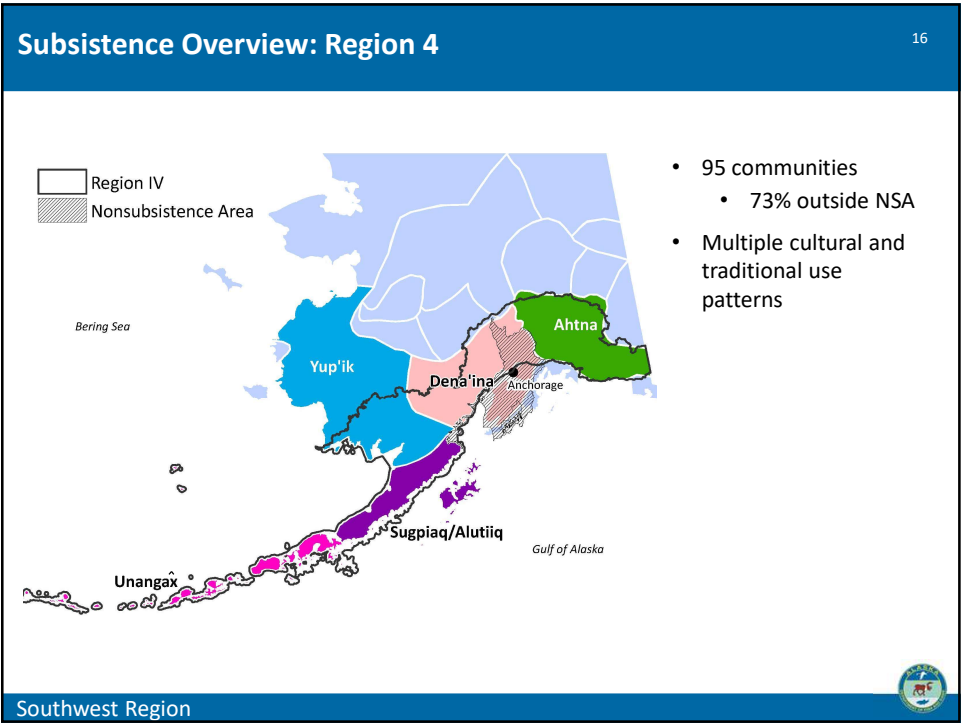 Subsistence Overview: Region 4
16
Region IV
Nonsubsistence Area
• 95 communities
• 73% outside NSA
• Multiple cultural and
traditional use
patterns
Bering Sea
Ahtna
Yup'ik
Dena'ina
Anchorage
Sugpiaq/Alutiiq
Gulf of Alaska
Unangax̂
ALASKA
Southwest Region